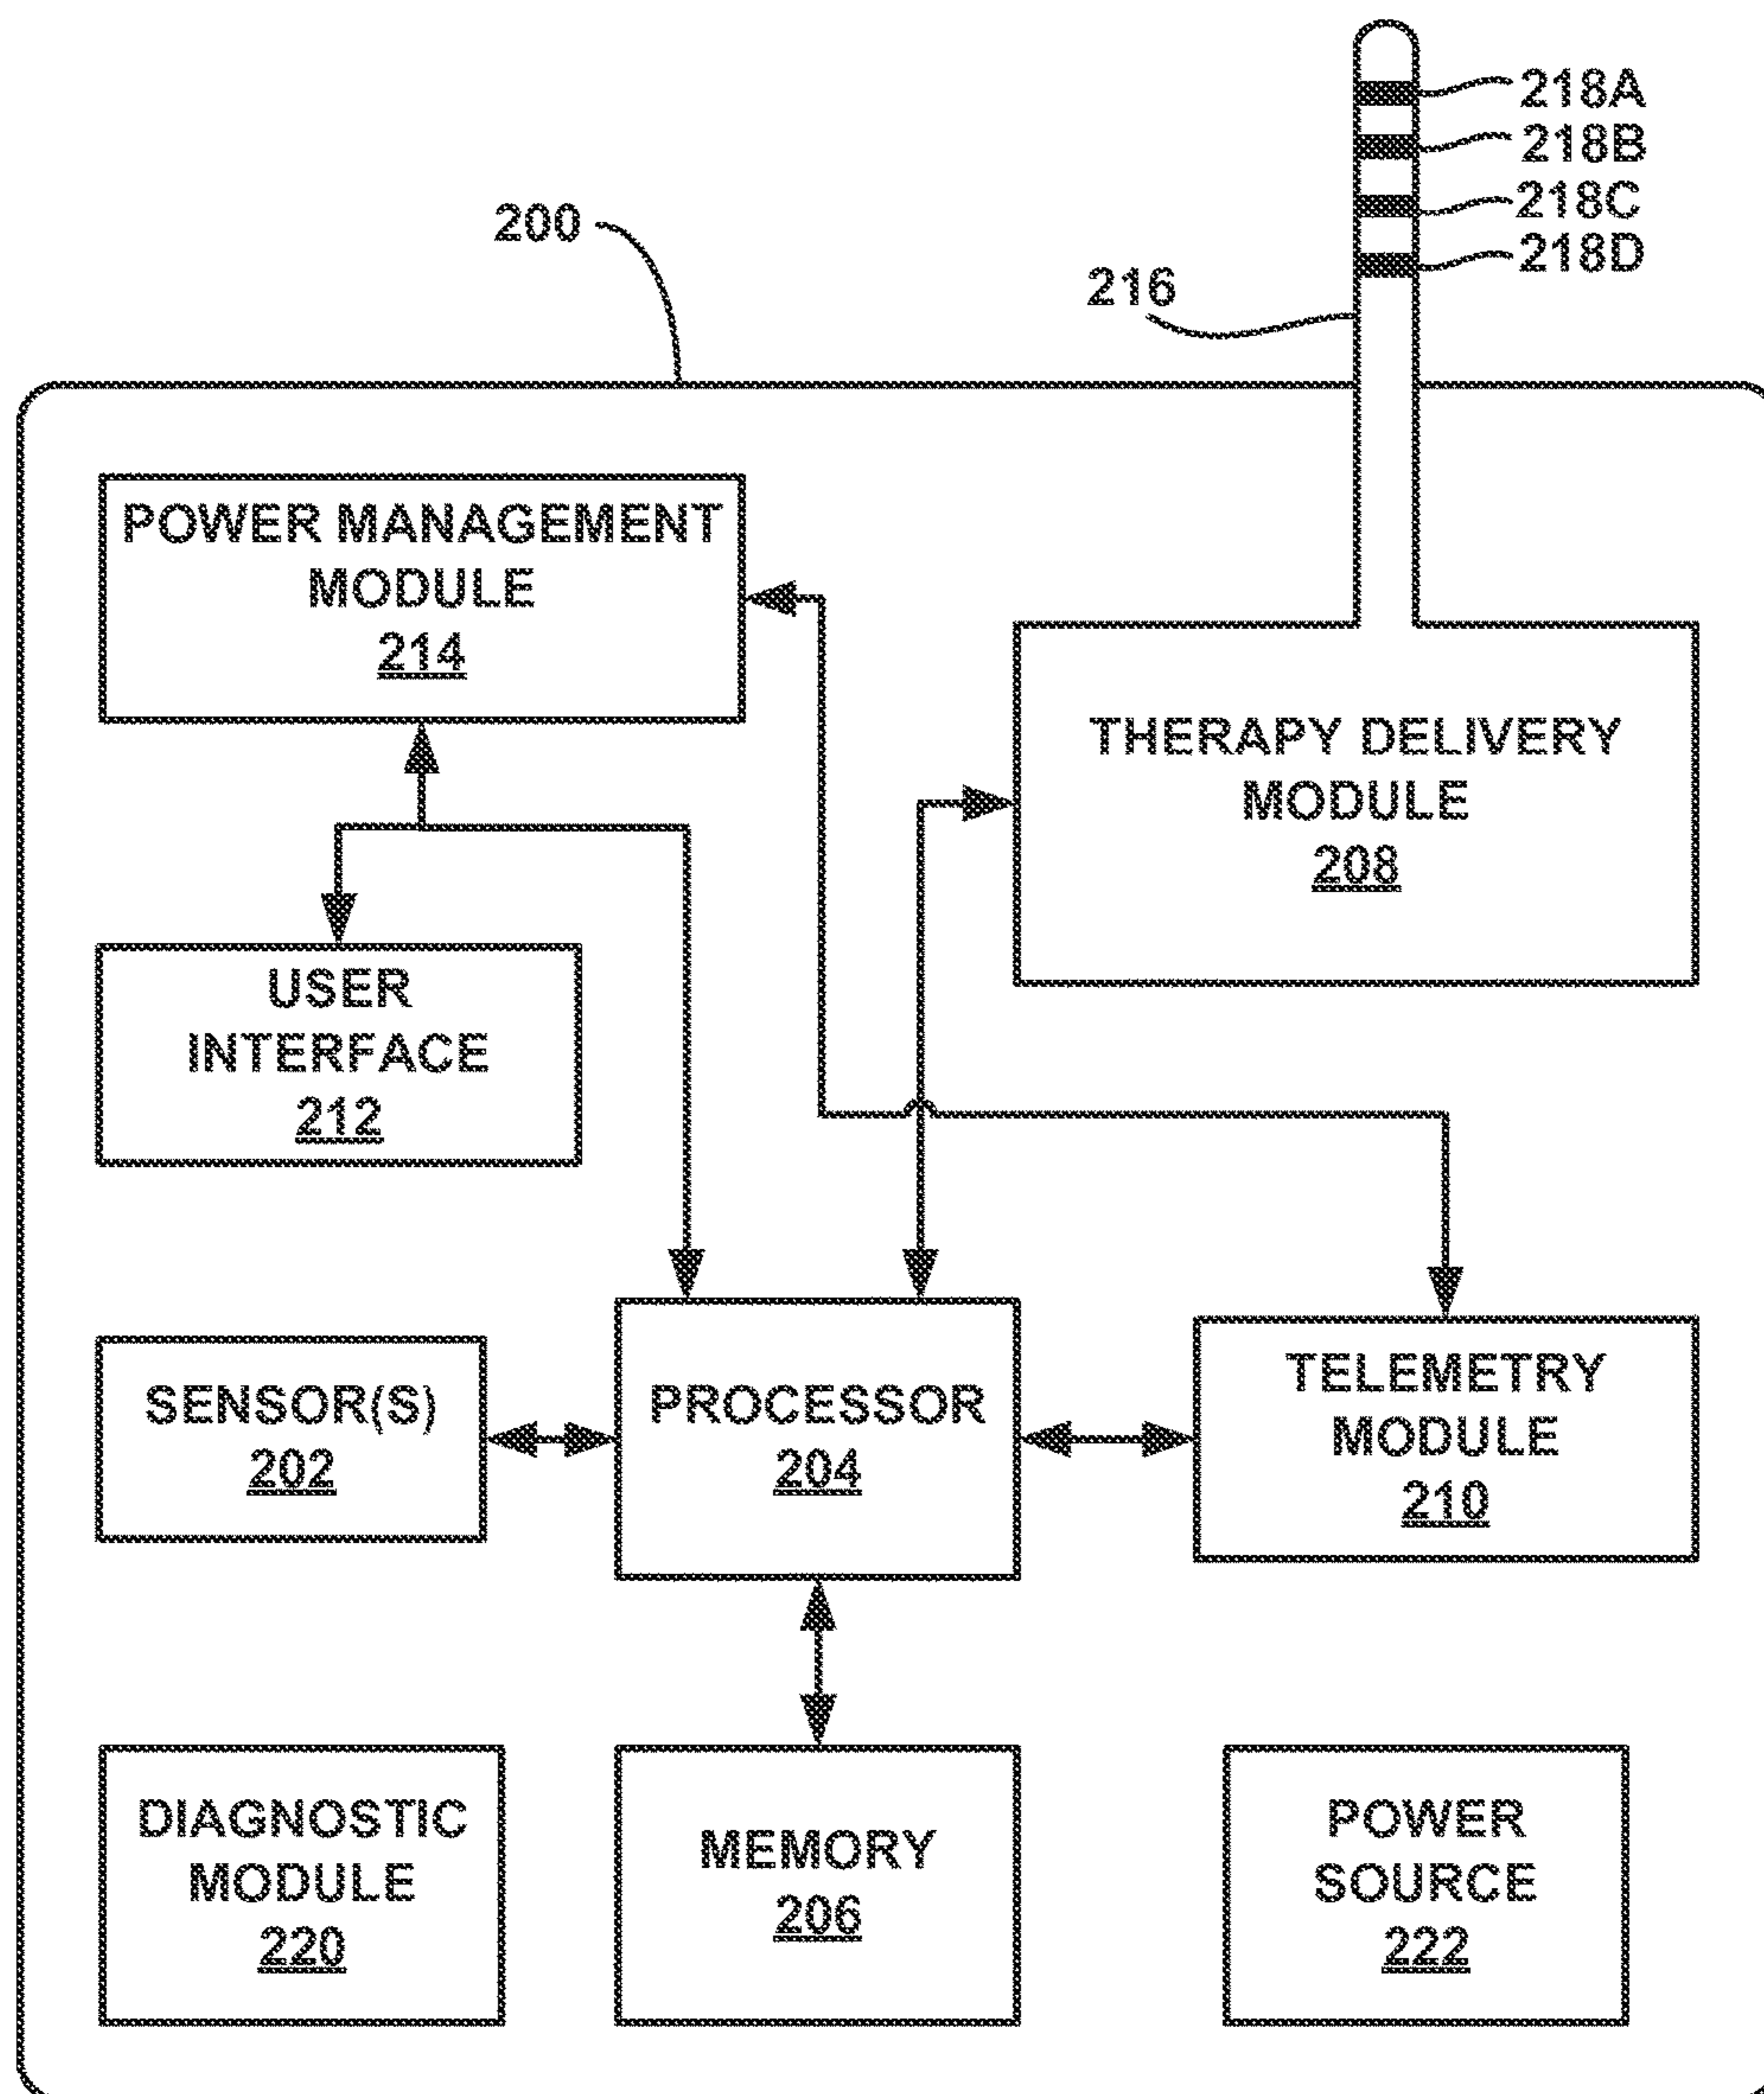 218A
218B
218C
218D
200
216
POWER MANAGEMENT
MODULE
214
THERAPY DELIVERY
MODULE
208
USER
INTERFACE
212
SENSOR(S)
202
PROCESSOR
204
TELEMETRY
MODULE
210
DIAGNOSTIC
MODULE
220
MEMORY
206
POWER
SOURCE
222